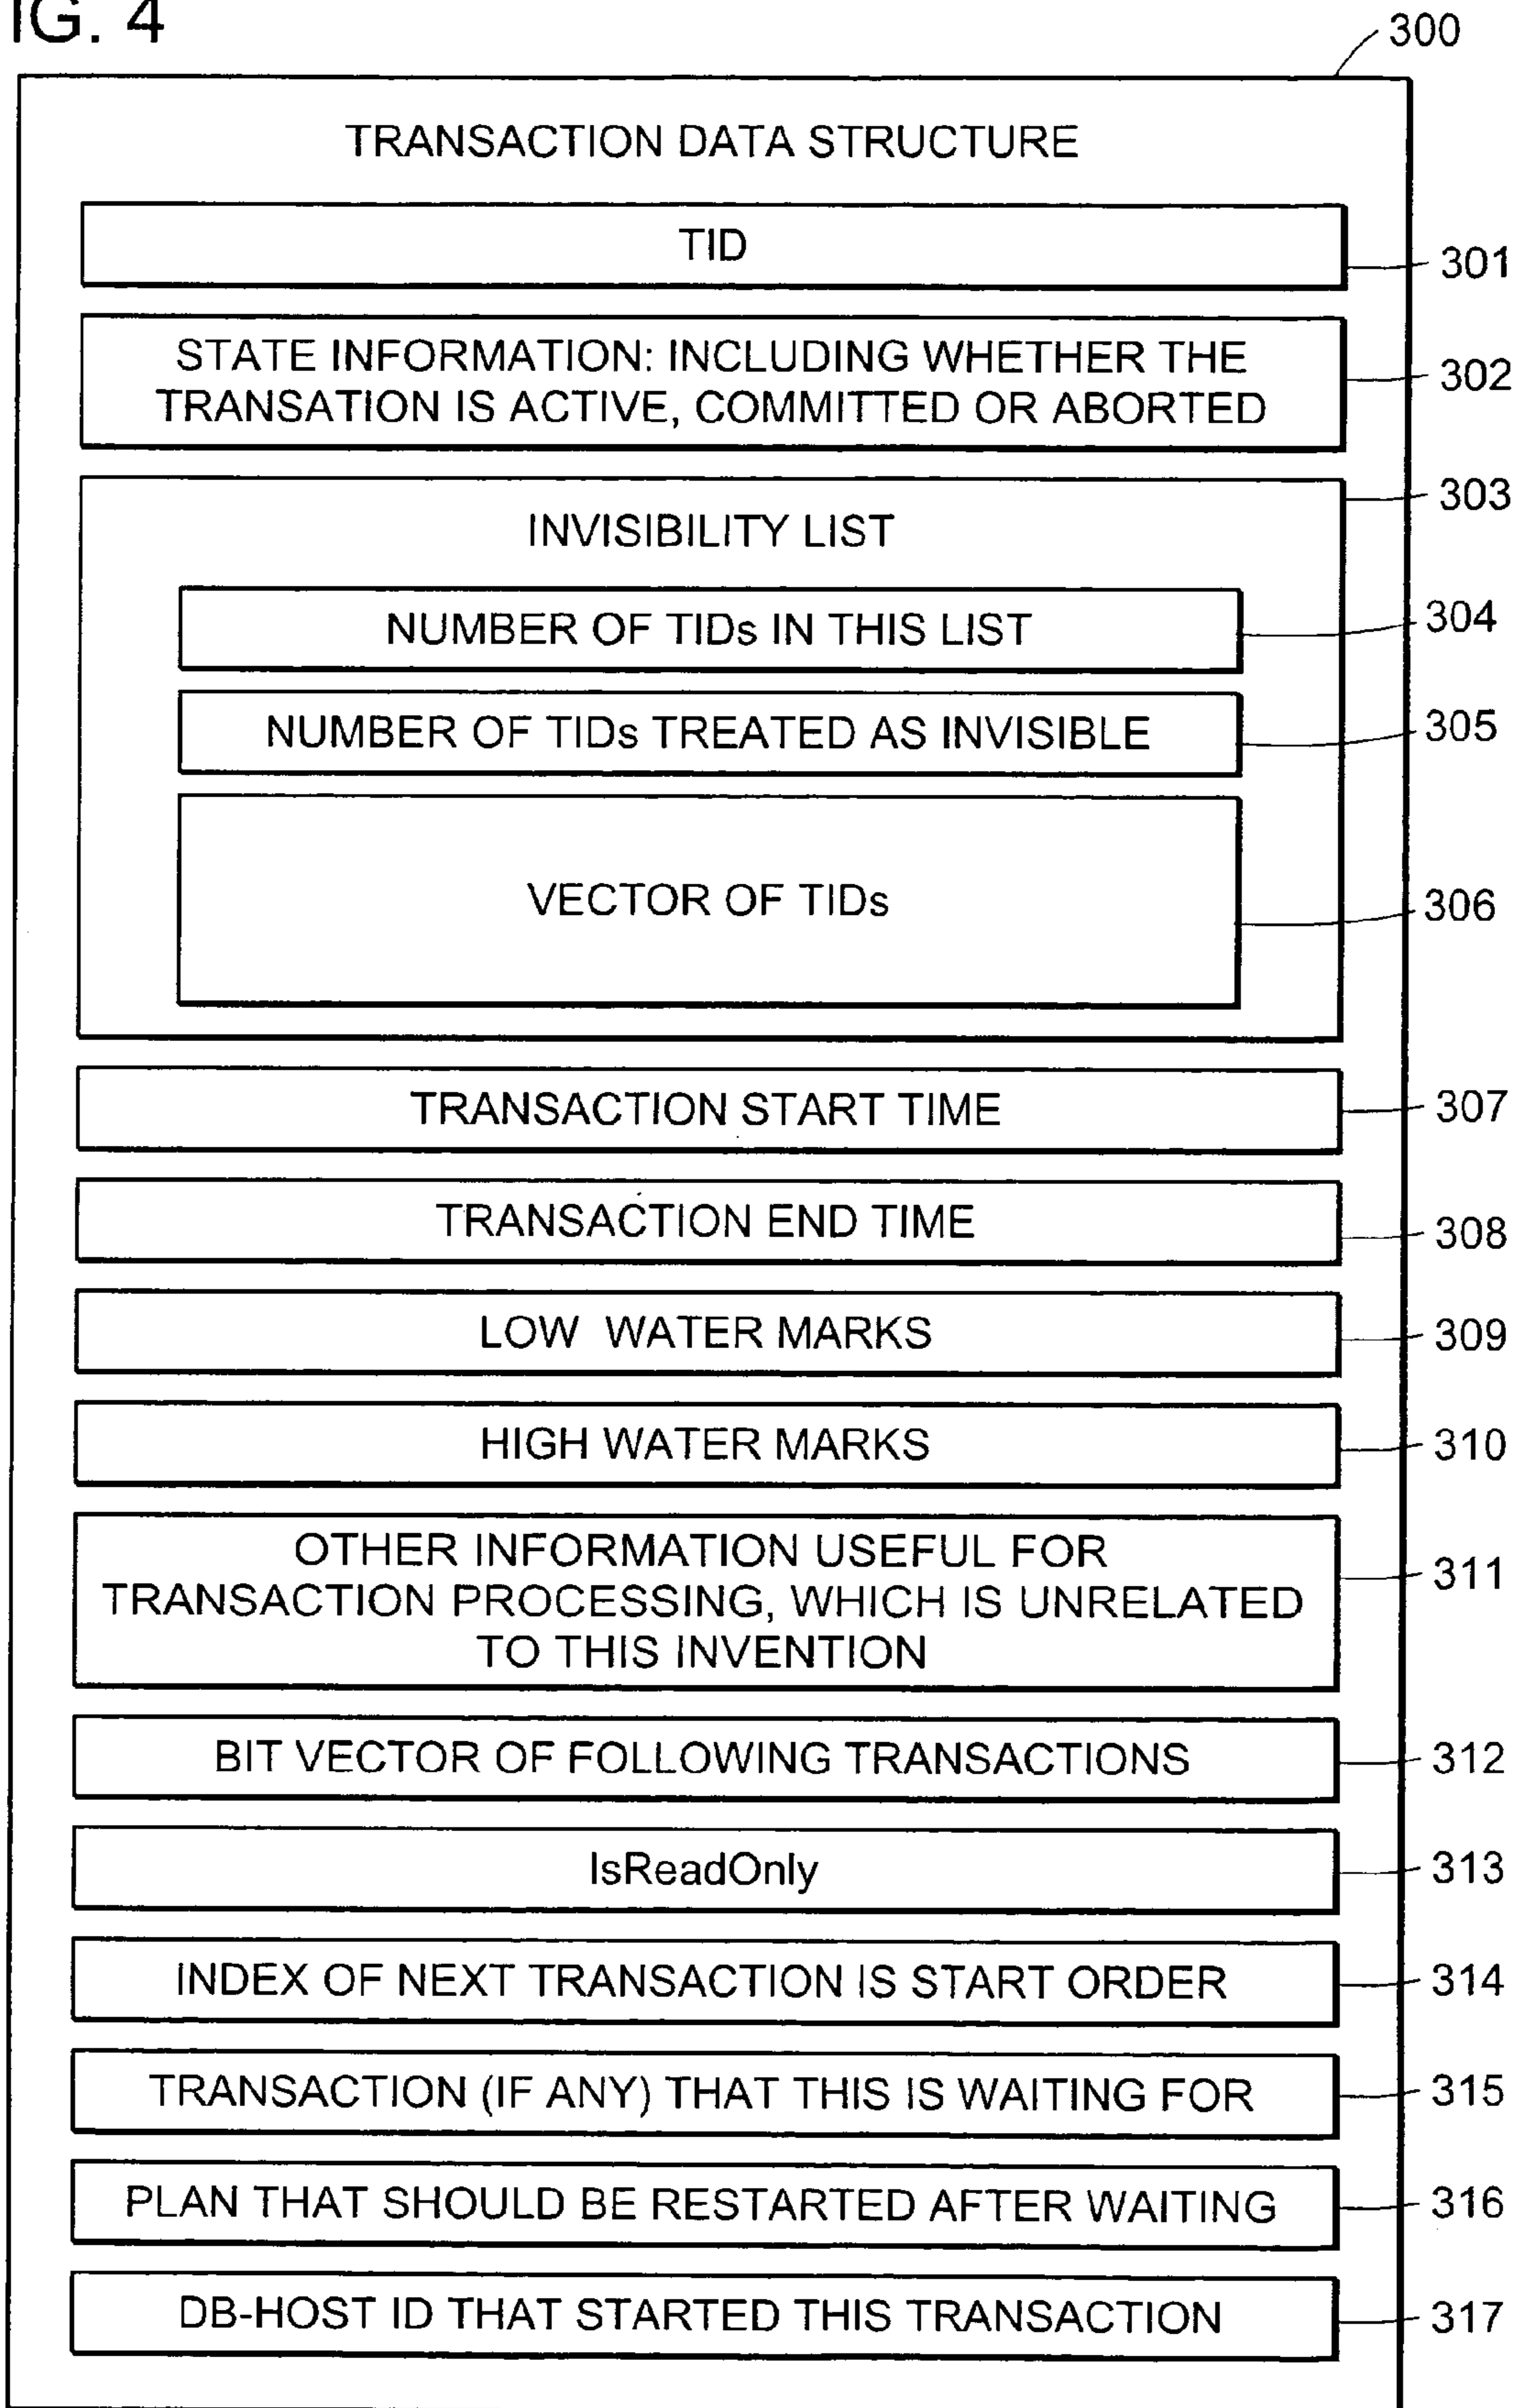 IG. 4
300
TRANSACTION DATA STRUCTURE
TID
301
STATE INFORMATION: INCLUDING WHETHER THE
TRANSATION IS ACTIVE, COMMITTED OR ABORTED
302
303
INVISIBILITY LIST
NUMBER OF TIDs IN THIS LIST
304
NUMBER OF TIDs TREATED AS INVISIBLE
305
VECTOR OF TIDs
306
TRANSACTION START TIME
307
TRANSACTION END TIME
308
LOW WATER MARKS
309
HIGH WATER MARKS
310
OTHER INFORMATION USEFUL FOR
TRANSACTION PROCESSING, WHICH IS UNRELATED
TO THIS INVENTION
311
BIT VECTOR OF FOLLOWING TRANSACTIONS
312
IsReadOnly
313
INDEX OF NEXT TRANSACTION IS START ORDER
314
TRANSACTION (IF ANY) THAT THIS IS WAITING FOR
315
PLAN THAT SHOULD BE RESTARTED AFTER WAITING
316
DB-HOST ID THAT STARTED THIS TRANSACTION
317